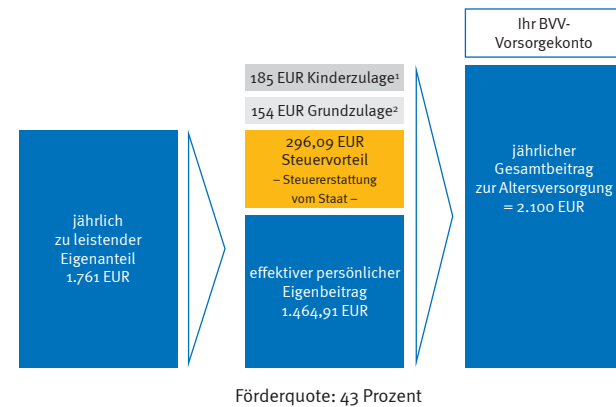 Ihr BVV-
Vorsorgekonto
185 EUR Kinderzulage¹
154 EUR Grundzulage²
296,09 EUR
Steuervorteil
– Steuererstattung
vom Staat –
jährlich
zu leistender
Eigenanteil
1.761 EUR
effektiver persönlicher
Eigenbeitrag
1.464,91 EUR
jährlicher
Gesamtbeitrag
zur Altersversorgung
= 2.100 EUR
Förderquote: 43 Prozent